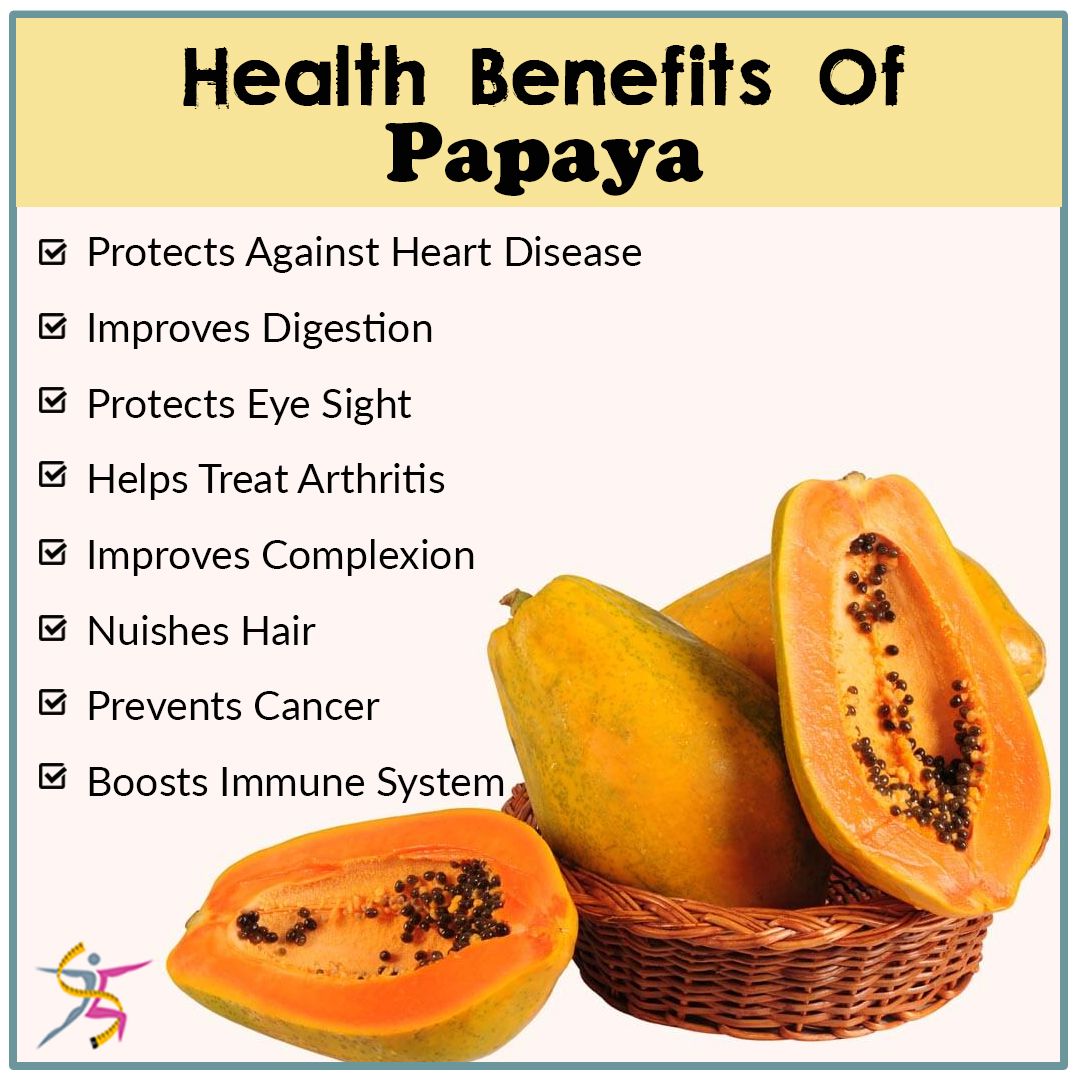 Health Benefits Of
Papaya
Protects Against Heart Disease
Improves Digestion
Protects Eye Sight
Helps Treat Arthritis
Improves Complexion
Nuishes Hair
Prevents Cancer
Boosts Immune System